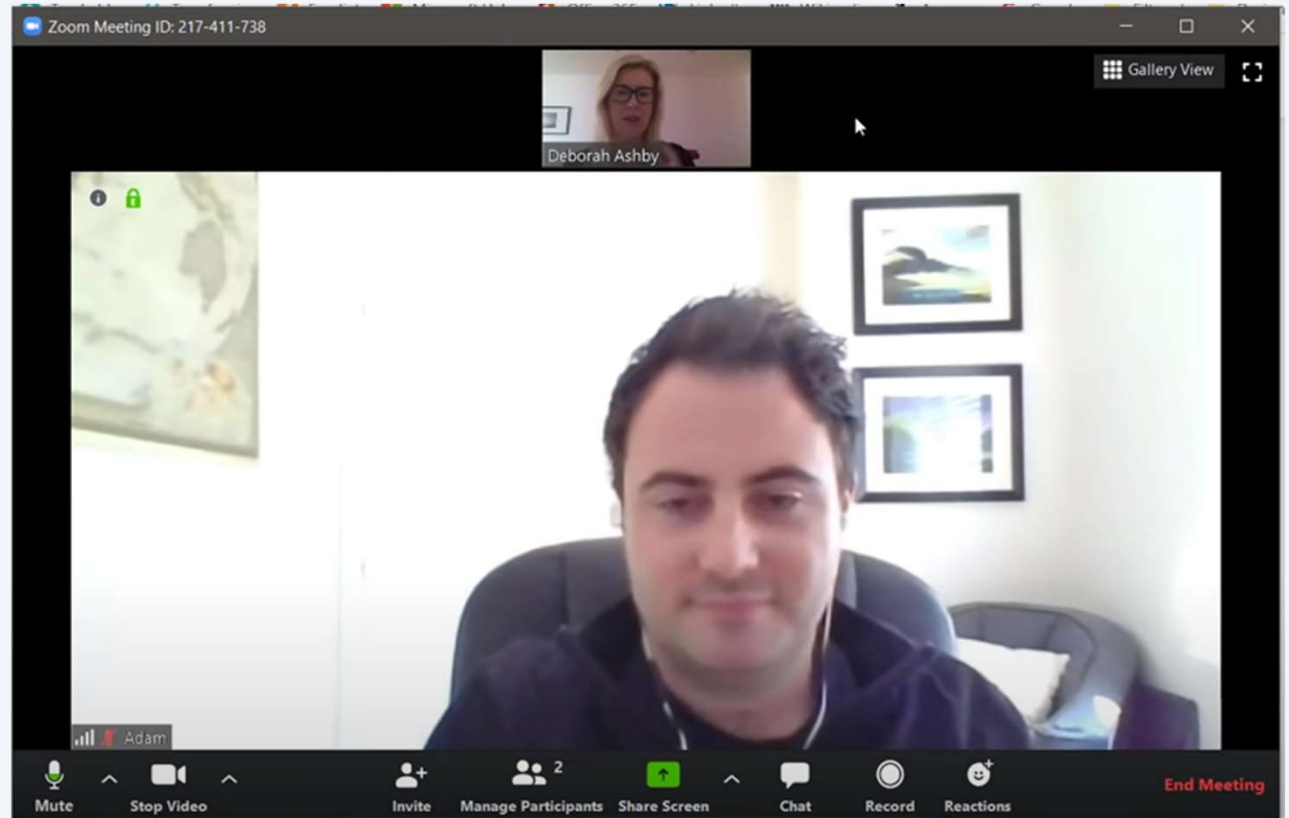 Zoom Meeting ID: 217-411-738
Gallery View
Deborah Ashby
Adam
2
Mute
Stop Video
Invite
Manage Participants
Share Screen
Chat
Record
Reactions
End Meeting